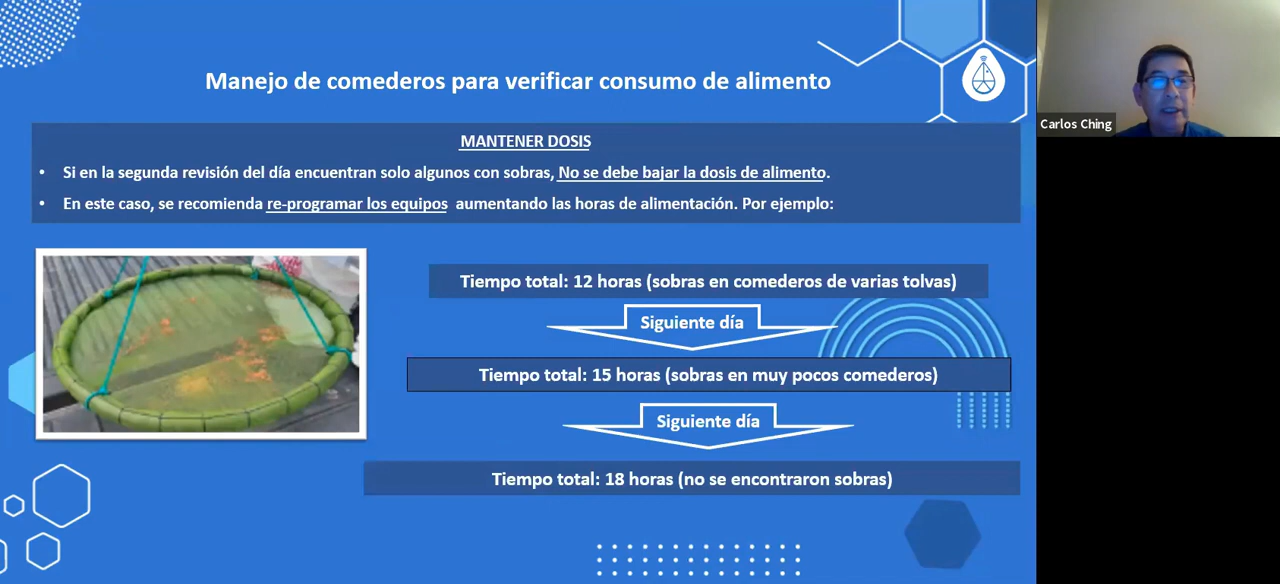 Manejo de comederos para verificar consumo de alimento
MANTENER DOSIS
• Si en la segunda revisión del día encuentran solo algunos con sobras, No se debe bajar la dosis de alimento.
• En este caso, se recomienda re-programar los equipos aumentando las horas de alimentación. Por ejemplo:
Tiempo total: 12 horas (sobras en comederos de varias tolvas)
Siguiente día
Tiempo total: 15 horas (sobras en muy pocos comederos)
Siguiente día
Tiempo total: 18 horas (no se encontraron sobras)
Carlos Ching